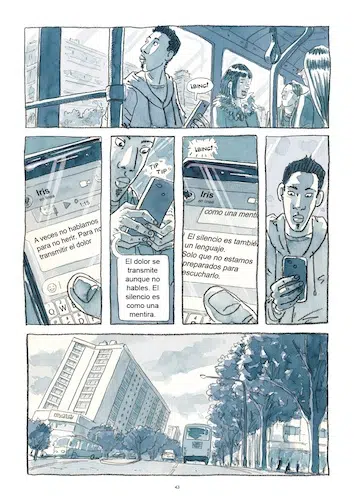 ¡BING!
Iris
A veces no hablamos
para no herir. Para no
transmitir el dolor
TIP
TIP
El dolor se
transmite
aunque no
hables. El
silencio es
como una
mentira.
¡BING!
Iris
como una mentira
El silencio es también
un lenguaje.
Solo que no estamos
preparados para
escucharlo.
43